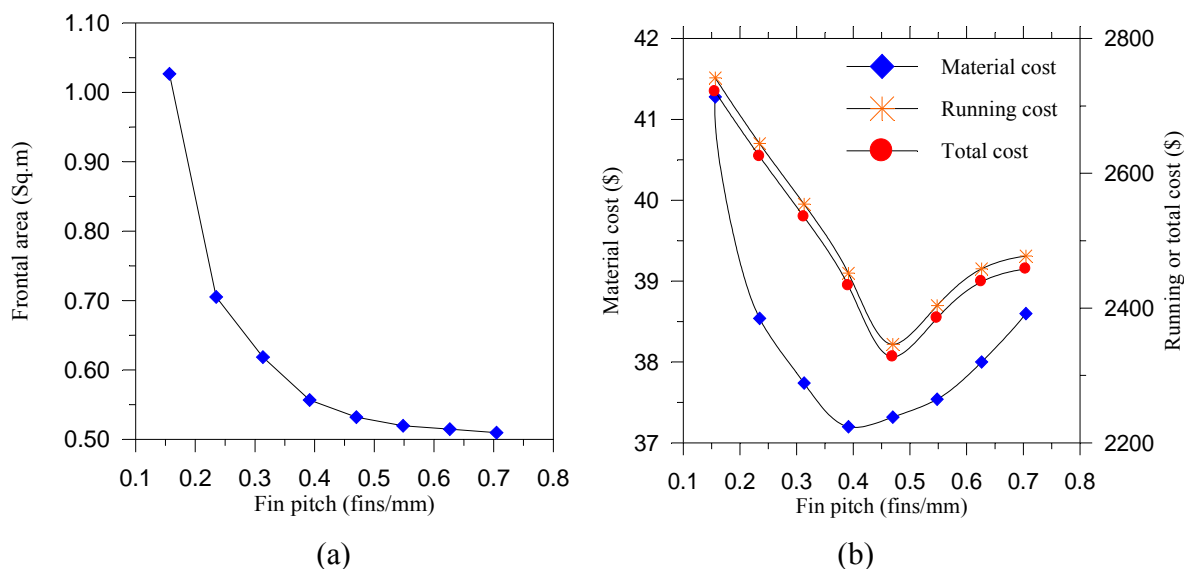 1.10
1.00
0.90
0.80
0.70
0.60
0.50
Frontal area (Sq.m)
0.1 0.2 0.3 0.4 0.5 0.6 0.7 0.8
Fin pitch (fins/mm)
(a)
42
41
40
39
38
37
Material cost ($)
Material cost
Running cost
Total cost
2800
2600
2400
2200
Running or total cost ($)
0.1 0.2 0.3 0.4 0.5 0.6 0.7 0.8
Fin pitch (fins/mm)
(b)